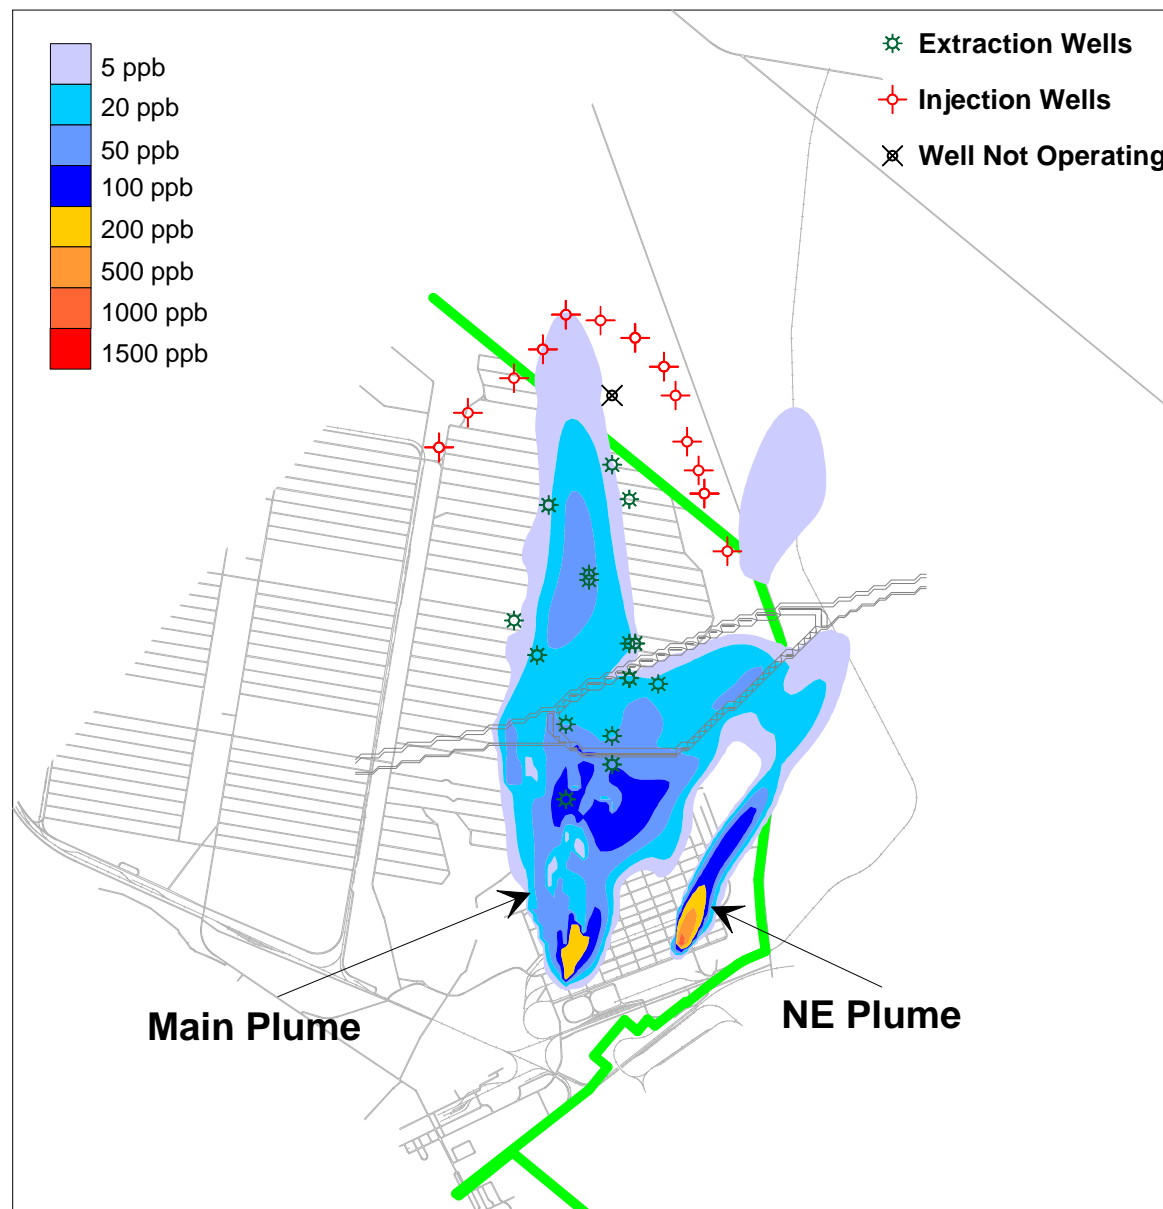 5 ppb
20 ppb
50 ppb
100 ppb
200 ppb
500 ppb
1000 ppb
1500 ppb
Extraction Wells
Injection Wells
Well Not Operating
Main Plume
NE Plume